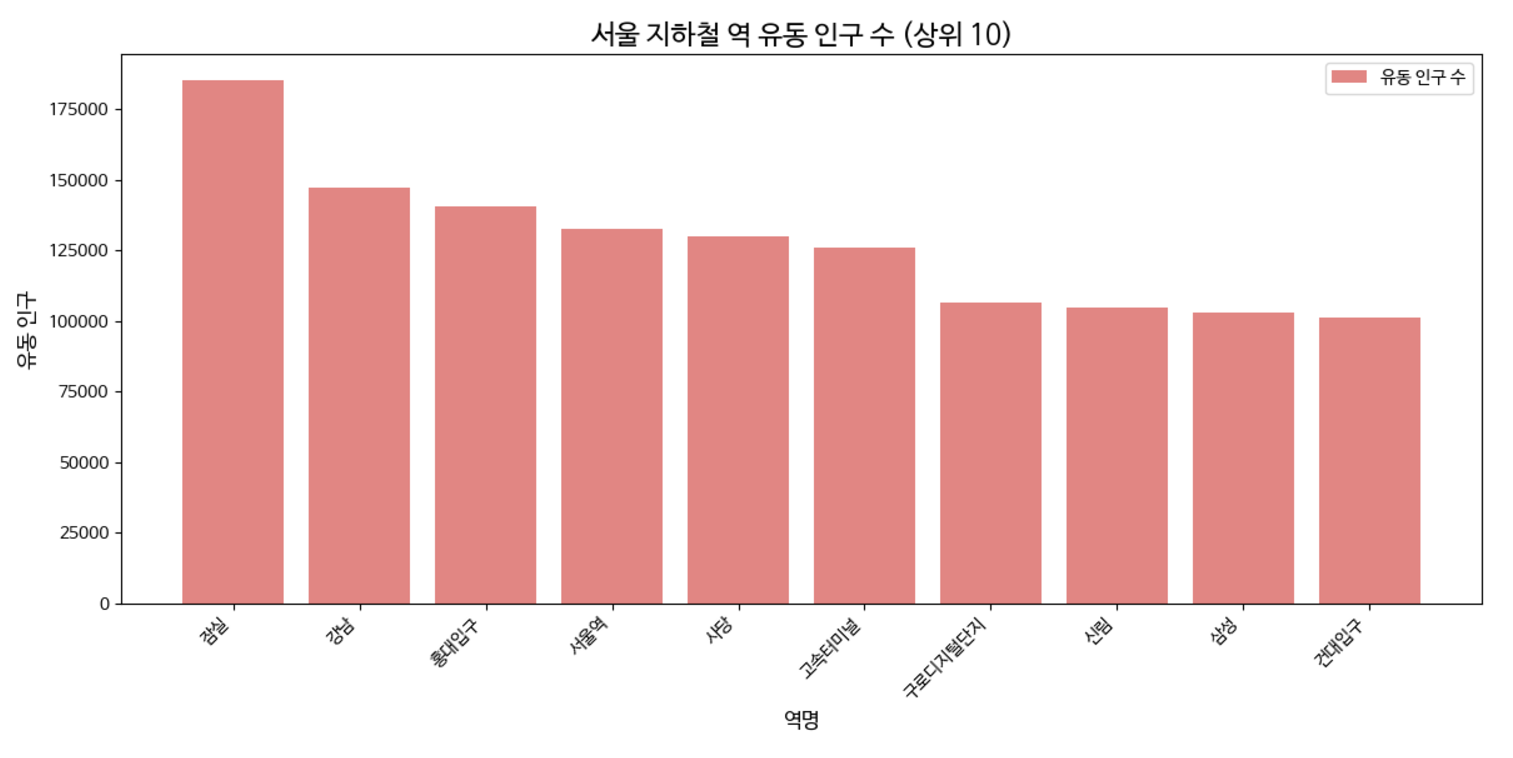 서울 지하철 역 유동 인구 수 (상위 10)
유동 인구 수
175000
150000
125000
100000
75000
50000
25000
0
유동 인구
잠실
강남
홍대입구
서울역
사당
고속터미널
구로디지털단지
신림
삼성
건대입구
역명